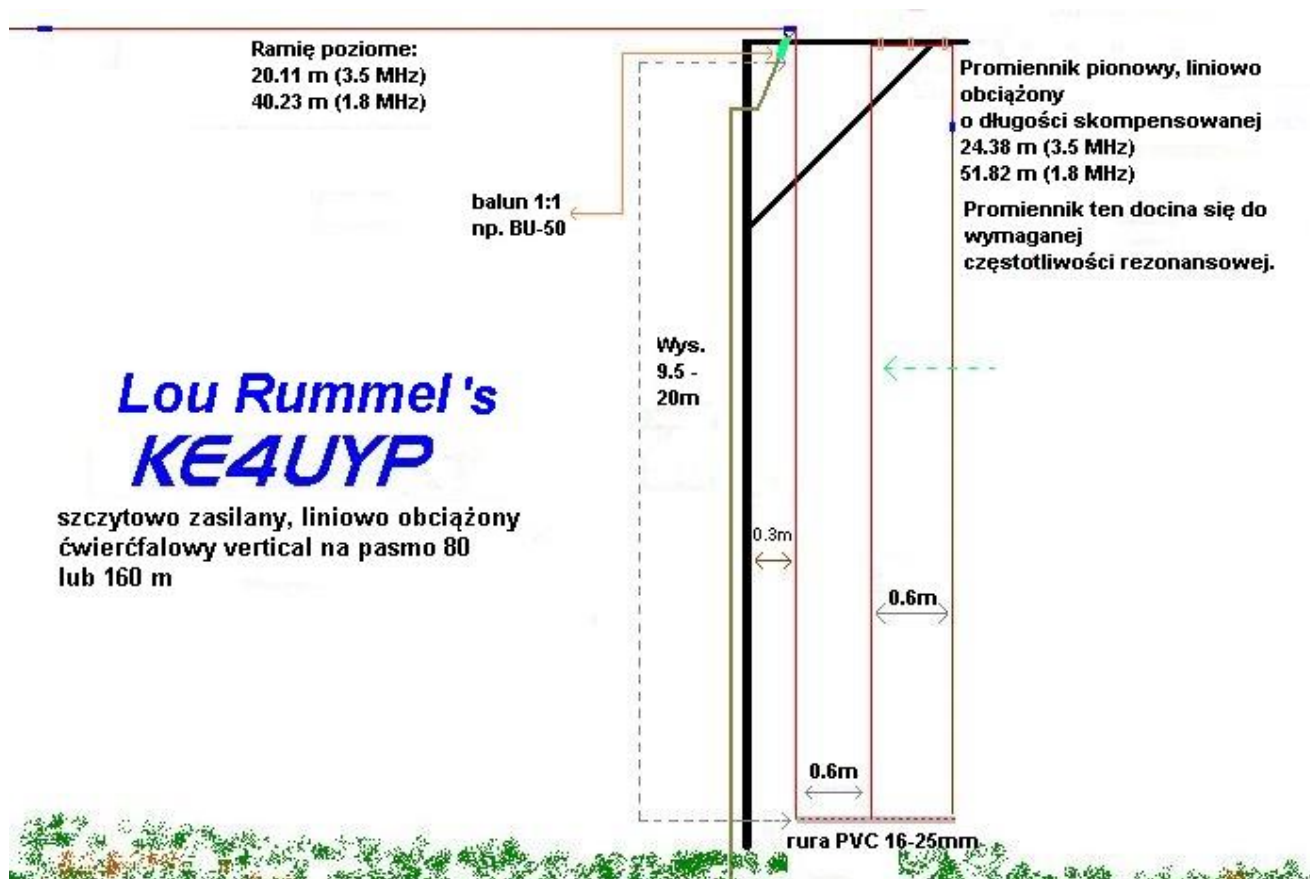 Ramię poziome:
20.11 m (3.5 MHz)
40.23 m (1.8 MHz)
Promiennik pionowy, liniowo
obciążony
o długości skompensowanej
24.38 m (3.5 MHz)
51.82 m (1.8 MHz)
Promiennik ten docina się do
wymaganej
częstotliwości rezonansowej.
balun 1:1
np. BU-50
Wys.
9.5 -
20m
Lou Rummel's
KE4UYP
szczytowo zasilany, liniowo obciążony
ćwierćfalowy vertical na pasmo 80
lub 160 m
0.3m
0.6m
0.6m
rura PVC 16-25mm